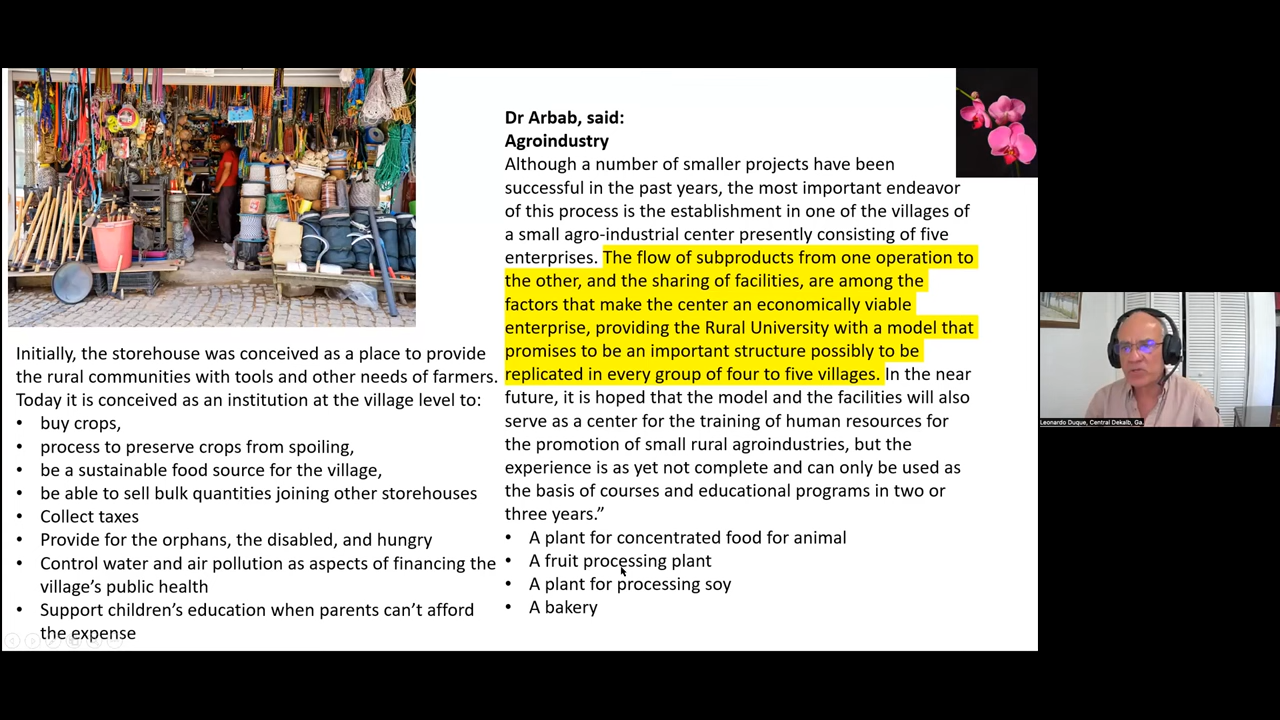 Initially, the storehouse was conceived as a place to provide
the rural communities with tools and other needs of farmers.
Today it is conceived as an institution at the village level to:
• buy crops,
• process to preserve crops from spoiling,
• be a sustainable food source for the village,
• be able to sell bulk quantities joining other storehouses
• Collect taxes
• Provide for the orphans, the disabled, and hungry
• Control water and air pollution as aspects of financing the
village’s public health
• Support children’s education when parents can’t afford
the expense
Dr Arbab, said:
Agroindustry
Although a number of smaller projects have been
successful in the past years, the most important endeavor
of this process is the establishment in one of the villages of
a small agro-industrial center presently consisting of five
enterprises. The flow of subproducts from one operation to
the other, and the sharing of facilities, are among the
factors that make the center an economically viable
enterprise, providing the Rural University with a model that
promises to be an important structure possibly to be
replicated in every group of four to five villages. In the near
future, it is hoped that the model and the facilities will also
serve as a center for the training of human resources for
the promotion of small rural agroindustries, but the
experience is as yet not complete and can only be used as
the basis of courses and educational programs in two or
three years.”
• A plant for concentrated food for animal
• A fruit processing plant
• A plant for processing soy
• A bakery
Leonardo Duque, Central Dekalb, Ga.